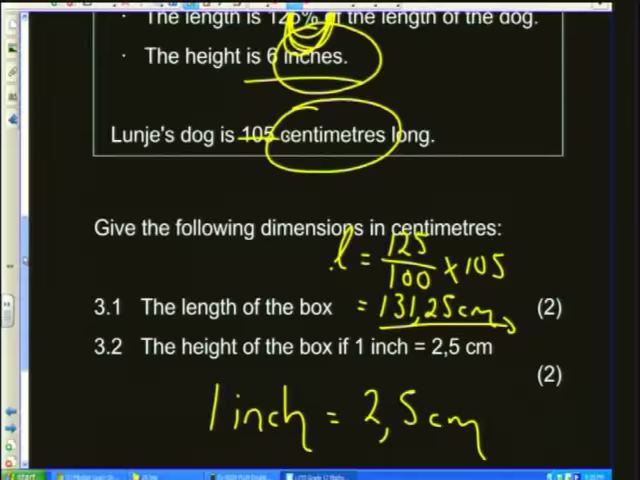 · The length is 125% of the length of the dog.
· The height is 6 inches.
Lunje's dog is 105 centimetres long.
Give the following dimensions in centimetres:
l = 125/100 × 105
3.1 The length of the box = 131,25cm (2)
3.2 The height of the box if 1 inch = 2,5 cm
(2)
1 inch = 2,5 cm
start